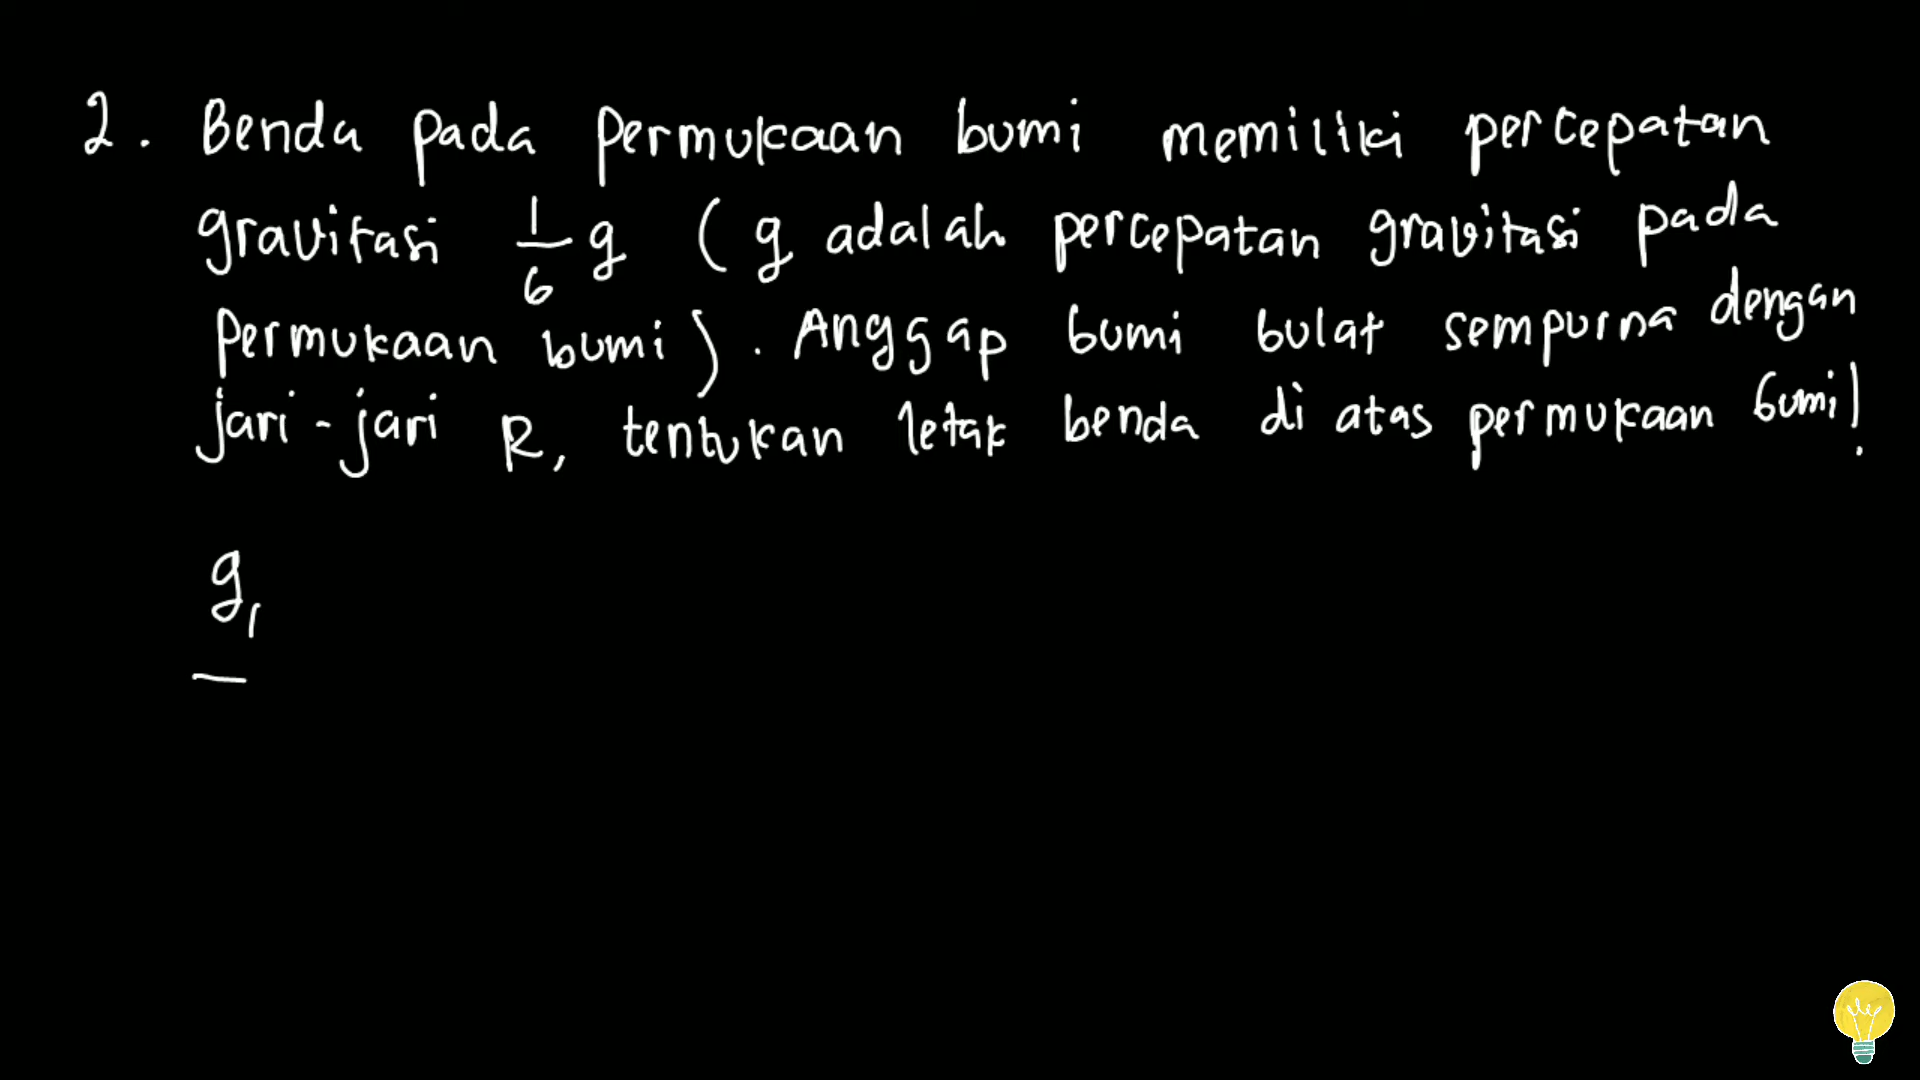 2. Benda pada permukaan bumi memiliki percepatan
gravitasi 1/6 g (g adalah percepatan gravitasi pada
permukaan bumi). Anggap bumi bulat sempurna dengan
jari-jari R, tentukan letak benda di atas permukaan bumi!
g₁